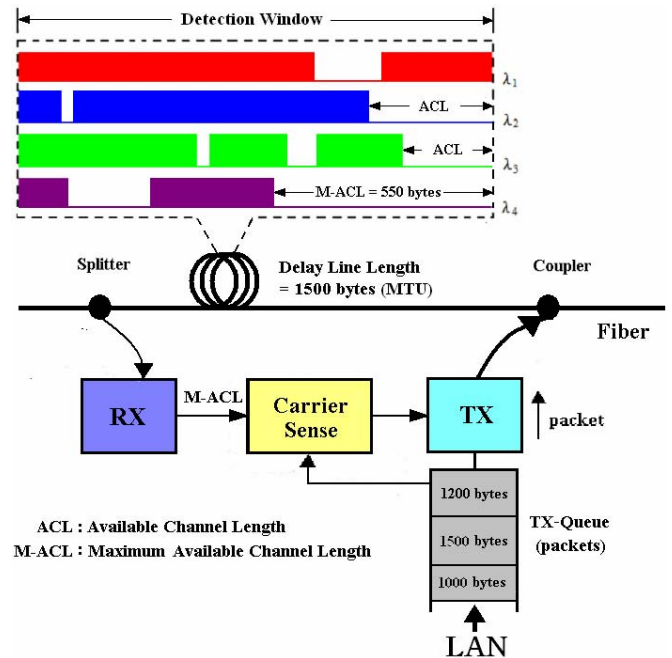 Detection Window
λ1
ACL
λ2
ACL
λ3
M-ACL = 550 bytes
λ4
Splitter
Delay Line Length
= 1500 bytes (MTU)
Coupler
Fiber
RX
M-ACL
Carrier
Sense
TX
packet
1200 bytes
1500 bytes
1000 bytes
TX-Queue
(packets)
ACL : Available Channel Length
M-ACL : Maximum Available Channel Length
LAN